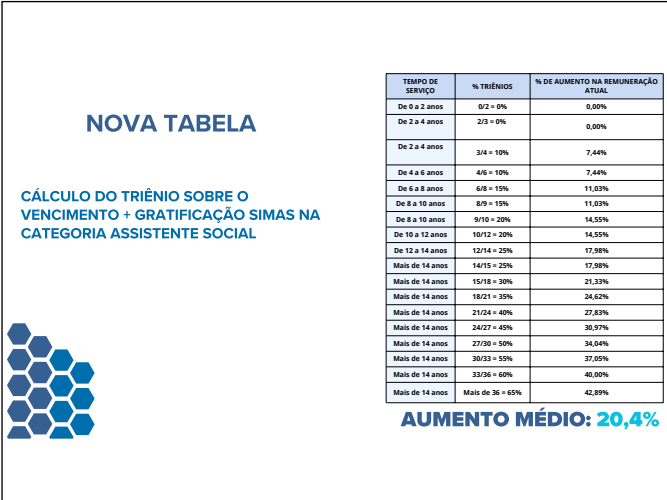 NOVA TABELA
CÁLCULO DO TRIÊNIO SOBRE O
VENCIMENTO + GRATIFICAÇÃO SIMAS NA
CATEGORIA ASSISTENTE SOCIAL
TEMPO DE SERVIÇO % TRIÊNIOS % DE AUMENTO NA REMUNERAÇÃO ATUAL
De 0 a 2 anos 0/2 = 0% 0,00%
De 2 a 4 anos 2/3 = 0% 0,00%
De 2 a 4 anos 3/4 = 10% 7,44%
De 4 a 6 anos 4/6 = 10% 7,44%
De 6 a 8 anos 6/8 = 15% 11,03%
De 8 a 10 anos 8/9 = 15% 11,03%
De 8 a 10 anos 9/10 = 20% 14,55%
De 10 a 12 anos 10/12 = 20% 14,55%
De 12 a 14 anos 12/14 = 25% 17,98%
Mais de 14 anos 14/15 = 25% 17,98%
Mais de 14 anos 15/18 = 30% 21,33%
Mais de 14 anos 18/21 = 35% 24,62%
Mais de 14 anos 21/24 = 40% 27,83%
Mais de 14 anos 24/27 = 45% 30,97%
Mais de 14 anos 27/30 = 50% 34,04%
Mais de 14 anos 30/33 = 55% 37,05%
Mais de 14 anos 33/36 = 60% 40,00%
Mais de 14 anos Mais de 36 = 65% 42,89%
AUMENTO MÉDIO: 20,4%